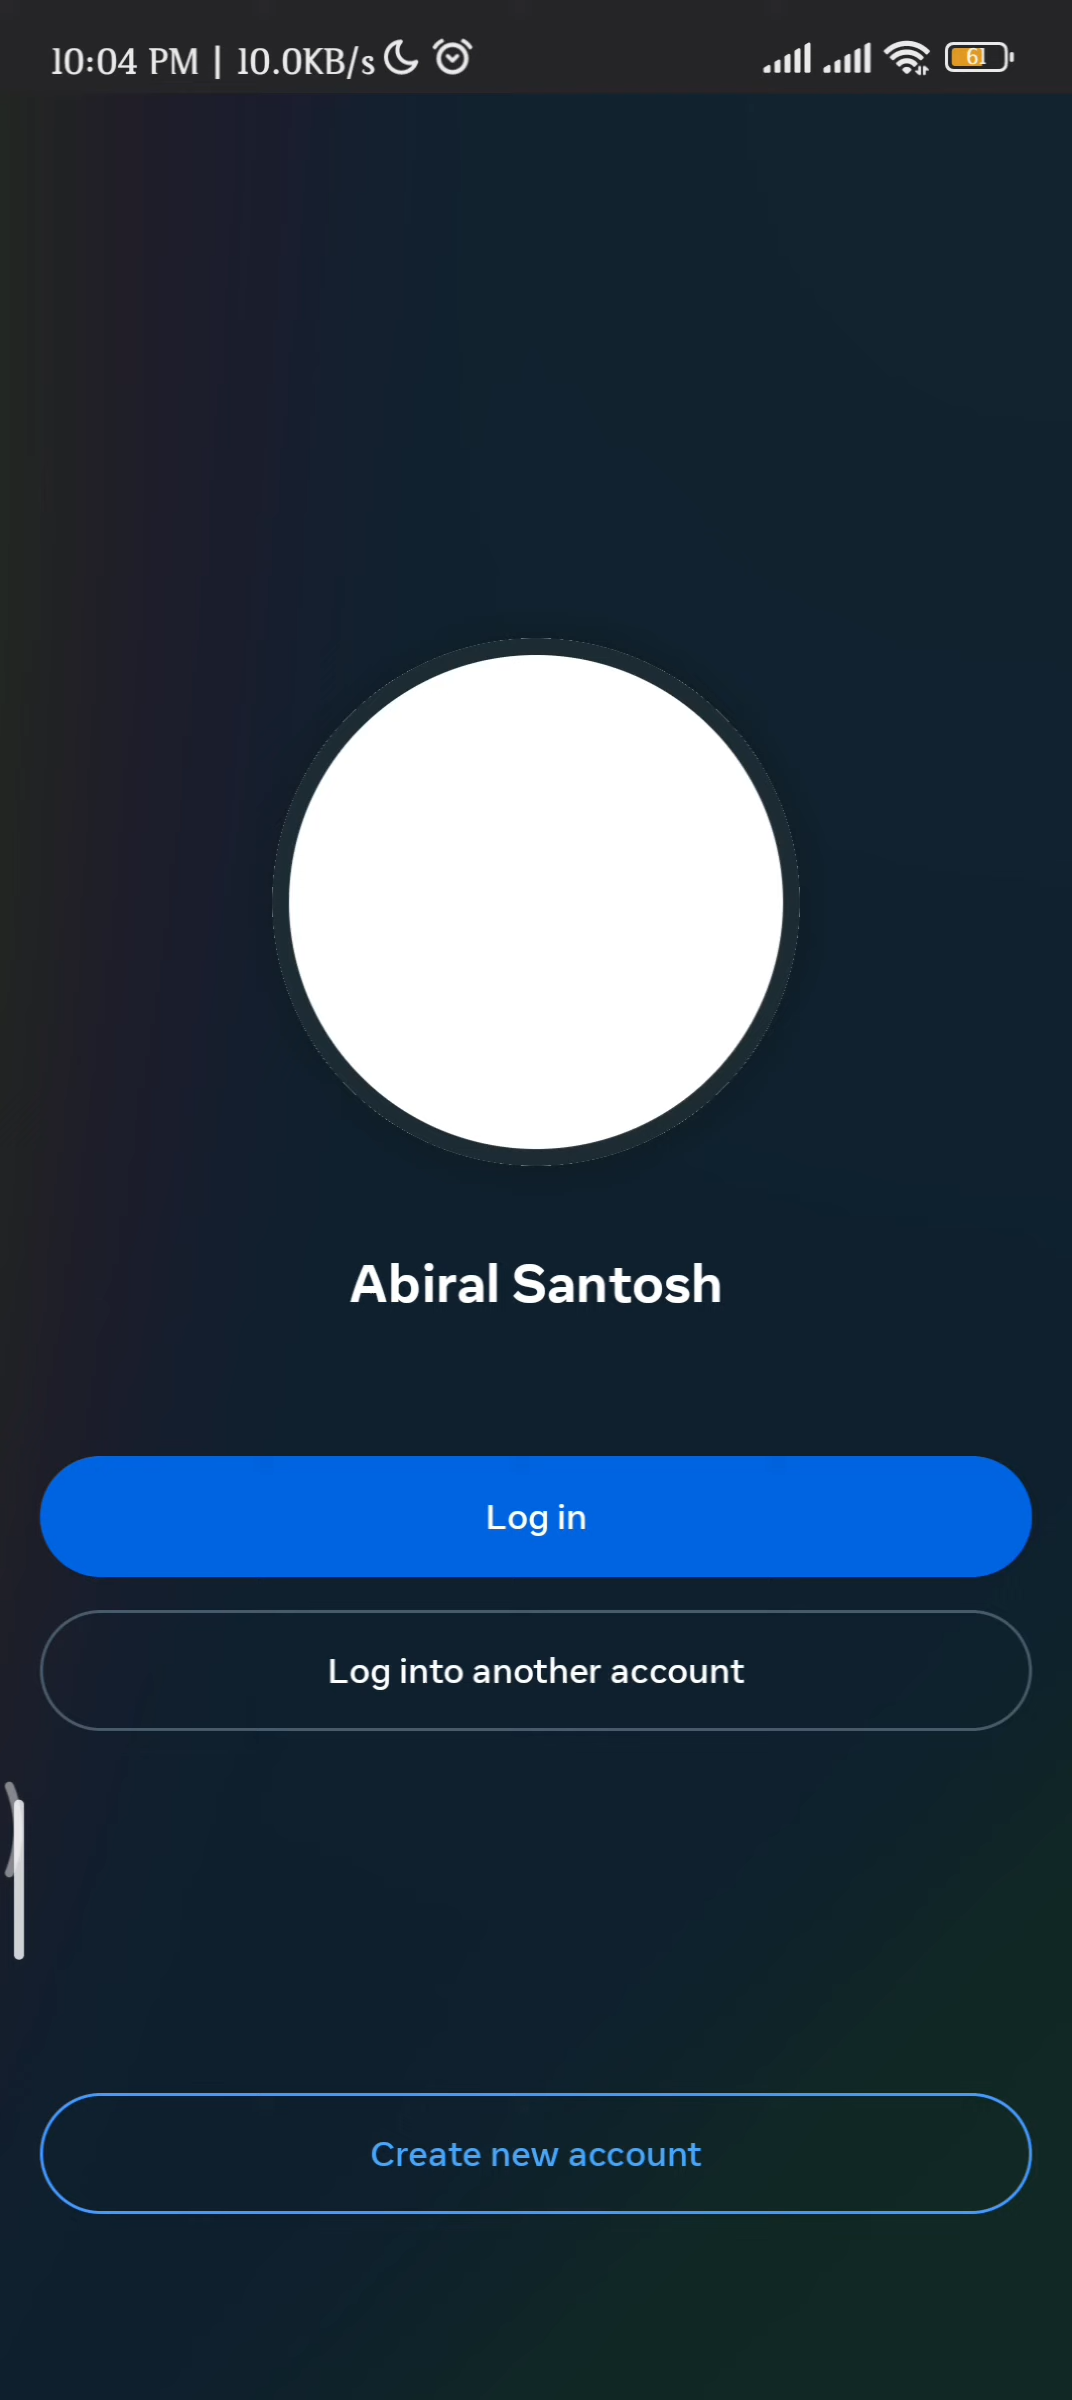 10:04 PM | 10.0KB/s
61
Abiral Santosh
Log in
Log into another account
Create new account